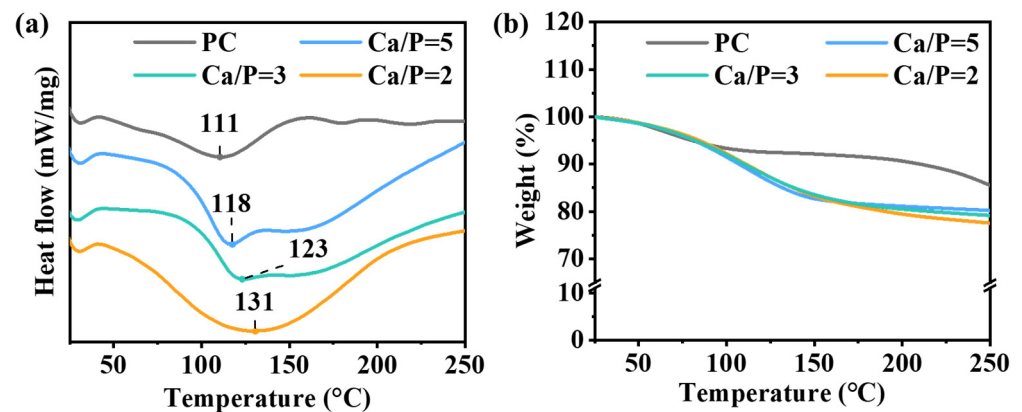 (a)
PC
Ca/P=5
Ca/P=3
Ca/P=2
111
118
123
131
Heat flow (mW/mg)
50
100
150
200
250
Temperature (°C)
(b)
PC
Ca/P=5
Ca/P=3
Ca/P=2
120
110
100
90
80
70
10
0
Weight (%)
50
100
150
200
250
Temperature (°C)